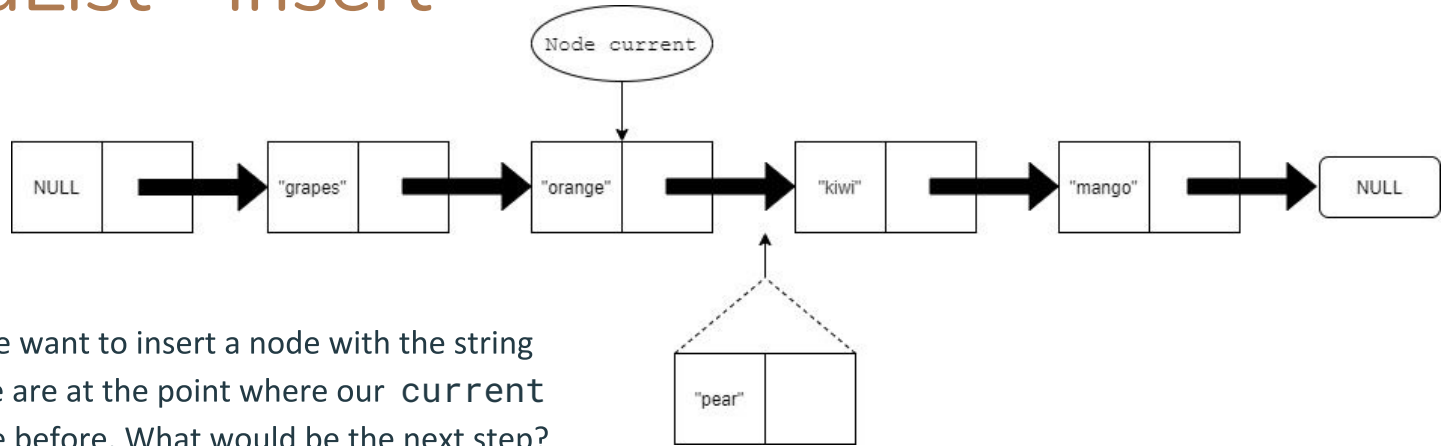 insert
Node current
NULL "grapes" "orange" "kiwi" "mango" NULL
want to insert a node with the string
are at the point where our current
before. What would be the next step?
"pear"